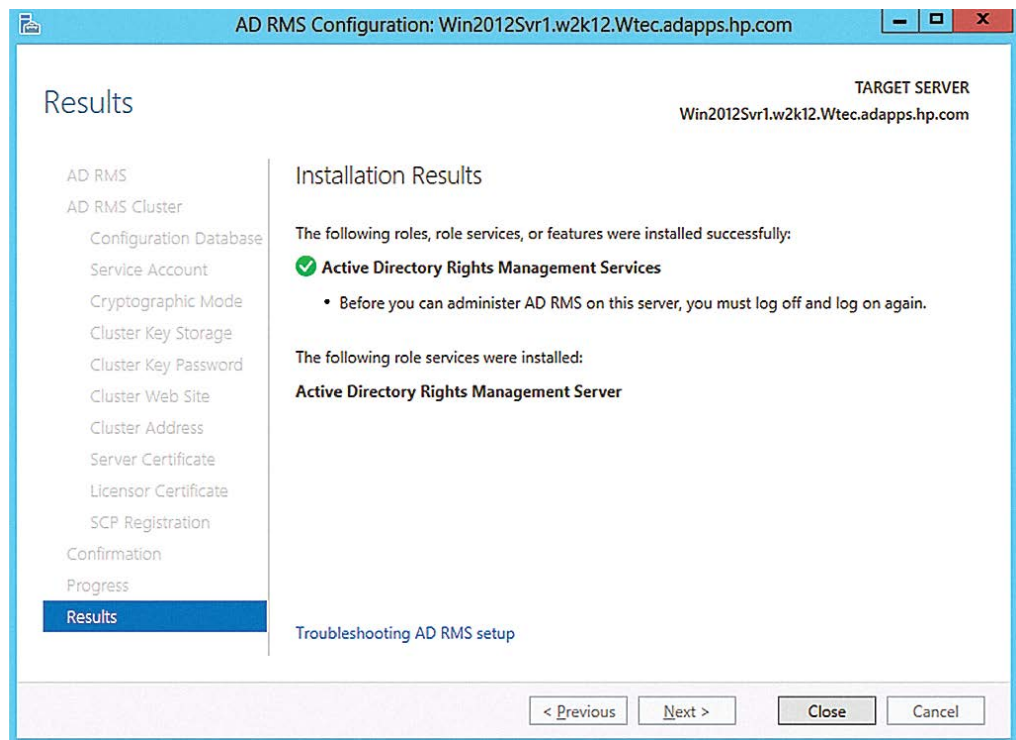 AD RMS Configuration: Win2012Svr1.w2k12.Wtec.adapps.hp.com
Results
TARGET SERVER
Win2012Svr1.w2k12.Wtec.adapps.hp.com
AD RMS
AD RMS Cluster
Configuration Database
Service Account
Cryptographic Mode
Cluster Key Storage
Cluster Key Password
Cluster Web Site
Cluster Address
Server Certificate
Licensor Certificate
SCP Registration
Confirmation
Progress
Results
Installation Results
The following roles, role services, or features were installed successfully:
Active Directory Rights Management Services
• Before you can administer AD RMS on this server, you must log off and log on again.
The following role services were installed:
Active Directory Rights Management Server
Troubleshooting AD RMS setup
< Previous
Next >
Close
Cancel